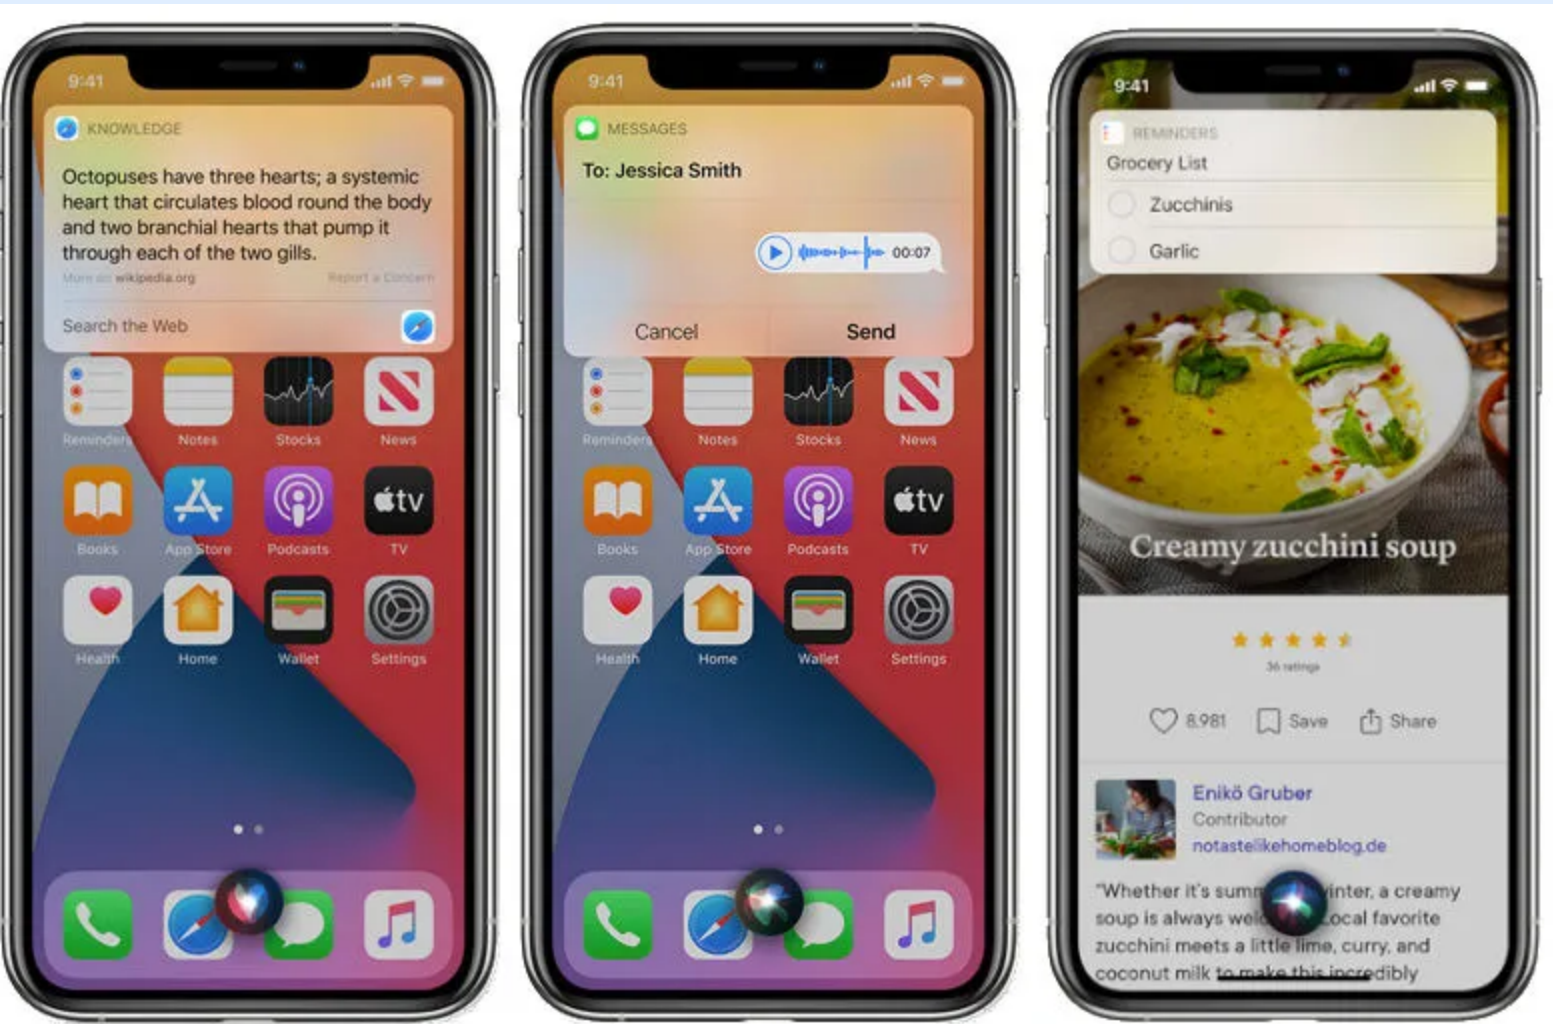 9:41
KNOWLEDGE
Octopuses have three hearts; a systemic
heart that circulates blood round the body
and two branchial hearts that pump it
through each of the two gills.
More on wikipedia.org
Report a Concern
Search the Web
Reminders
Notes
Stocks
News
tv
Books
App Store
Podcasts
TV
Health
Home
Wallet
Settings
9:41
MESSAGES
To: Jessica Smith
00:07
Cancel
Send
Reminders
Notes
Stocks
News
tv
Books
App Store
Podcasts
TV
Health
Home
Wallet
Settings
9:41
REMINDERS
Grocery List
Zucchinis
Garlic
Creamy zucchini soup
36 ratings
8.981
Save
Share
Enikö Gruber
Contributor
notastelikehomeblog.de
"Whether it's a creamy
soup is always Local favorite
zucchini meets a little lime, curry, and
coconut milk to make this incredibly